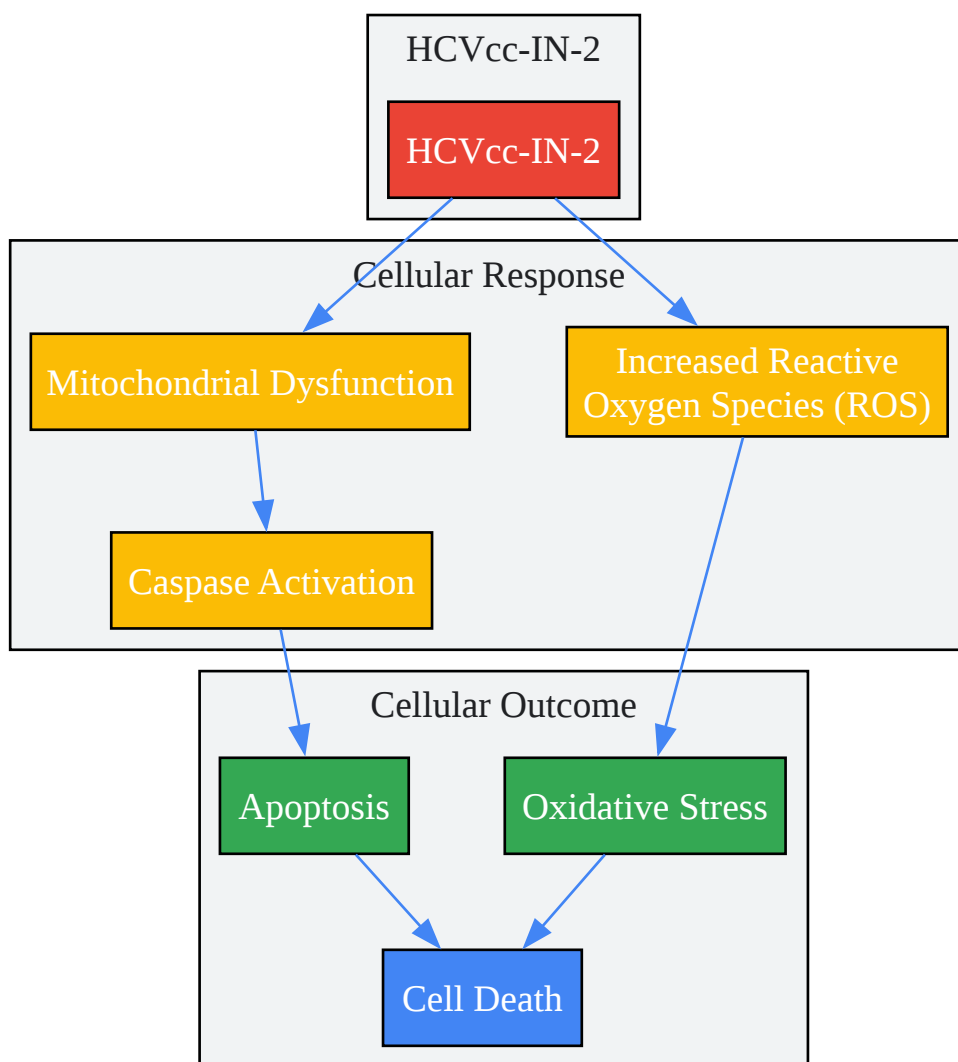 HCVcc-IN-2
HCVcc-IN-2
Cellular Response
Mitochondrial Dysfunction
Increased Reactive
Oxygen Species (ROS)
Caspase Activation
Cellular Outcome
Apoptosis
Oxidative Stress
Cell Death